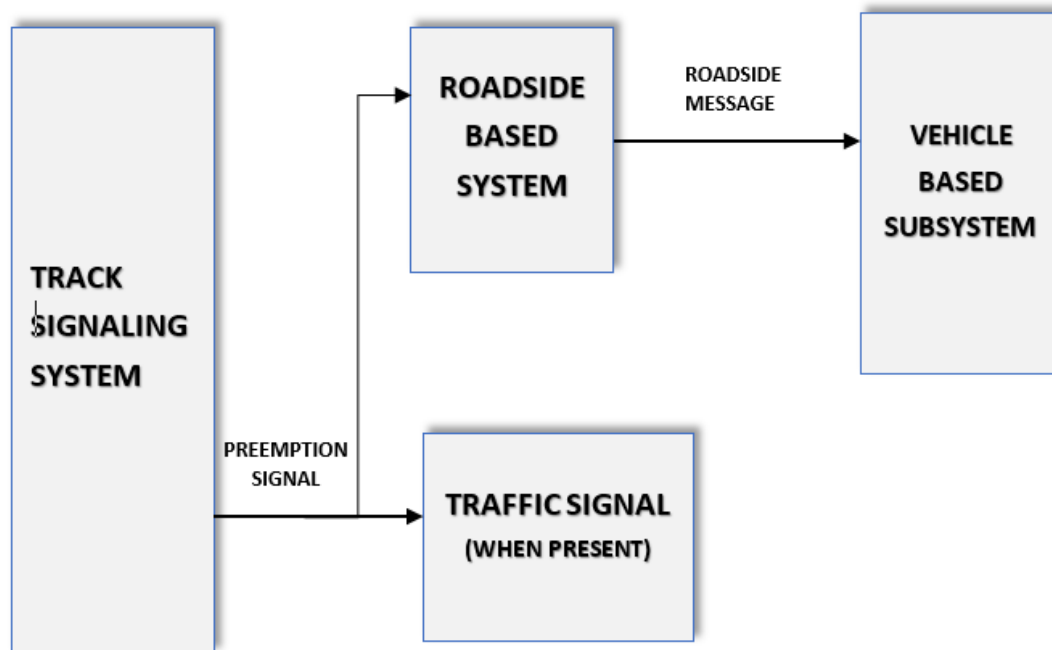 TRACK
SIGNALING
SYSTEM
PREEMPTION
SIGNAL
ROADSIDE
BASED
SYSTEM
ROADSIDE
MESSAGE
VEHICLE
BASED
SUBSYSTEM
TRAFFIC SIGNAL
(WHEN PRESENT)